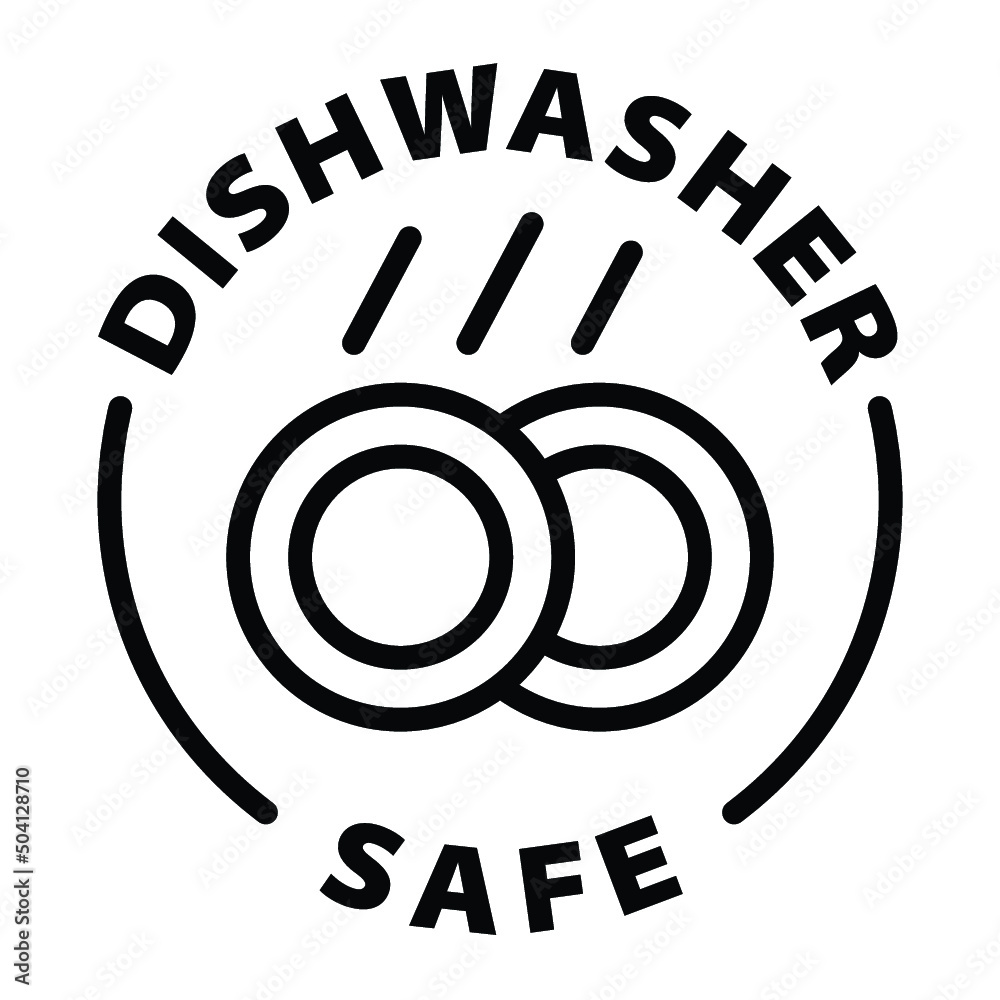 DISHWASHER
SAFE
Adobe Stock | #504128710